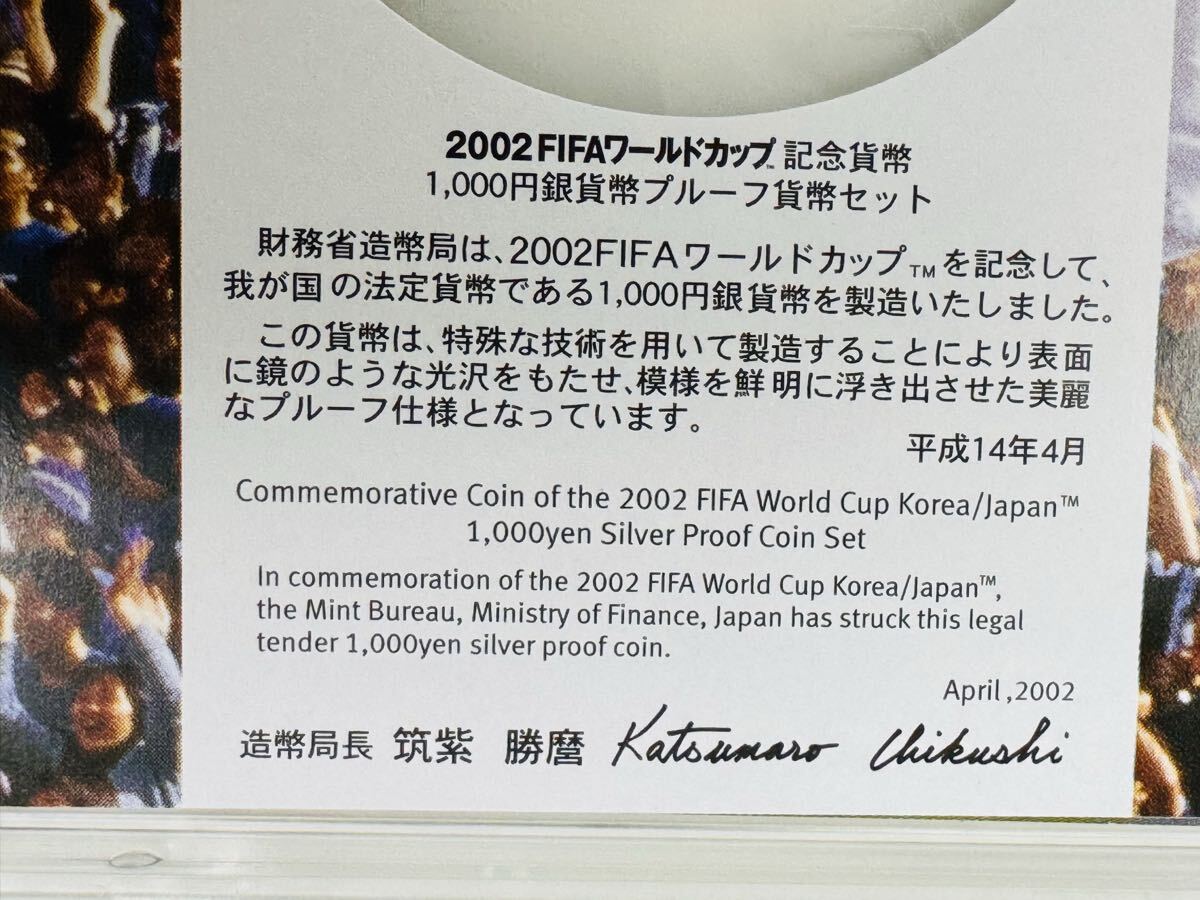 2002 FIFAワールドカップ™ 記念貨幣
1,000円銀貨幣プルーフ貨幣セット
財務省造幣局は、2002FIFAワールドカップ™を記念して、
我が国の法定貨幣である1,000円銀貨幣を製造いたしました。
この貨幣は、特殊な技術を用いて製造することにより表面
に鏡のような光沢をもたせ、模様を鮮明に浮き出させた美麗
なプルーフ仕様となっています。
平成14年4月
Commemorative Coin of the 2002 FIFA World Cup Korea/Japan™
1,000yen Silver Proof Coin Set
In commemoration of the 2002 FIFA World Cup Korea/Japan™,
the Mint Bureau, Ministry of Finance, Japan has struck this legal
tender 1,000yen silver proof coin.
April ,2002
造幣局長 筑紫 勝麿 Katsumaro Chikushi